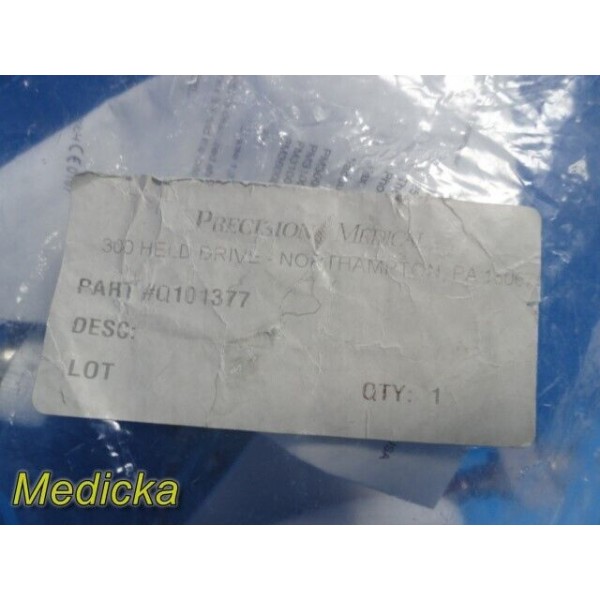 PRECISION MEDICAL
300 HELD DRIVE - NORTHAMPTON, PA
PART #Q101377
DESC:
LOT
QTY: 1
Medicka